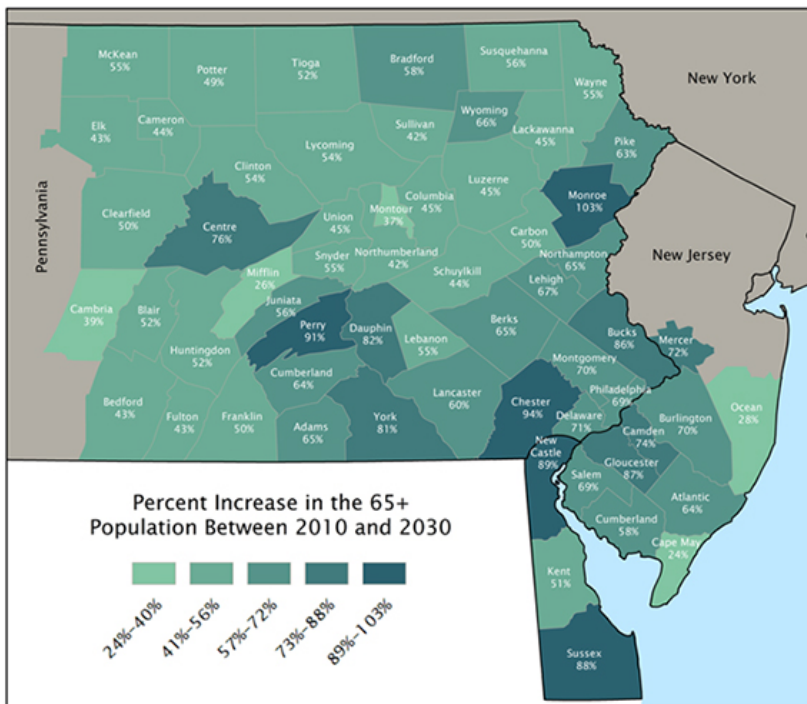 McKean
55%
Potter
49%
Tioga
52%
Bradford
58%
Susquehanna
56%
Wayne
55%
New York
Elk
43%
Cameron
44%
Clinton
54%
Lycoming
54%
Sullivan
42%
Wyoming
66%
Lackawanna
45%
Pike
63%
Pennsylvania
Clearfield
50%
Centre
76%
Union
45%
Montour
37%
Columbia
45%
Luzerne
45%
Monroe
103%
New Jersey
Carbon
50%
Northampton
65%
Snyder
55%
Northumberland
42%
Schuylkill
44%
Lehigh
67%
Mifflin
26%
Juniata
56%
Cambria
39%
Blair
52%
Huntingdon
52%
Perry
91%
Dauphin
82%
Lebanon
55%
Berks
65%
Bucks
86%
Mercer
72%
Montgomery
70%
Philadelphia
69%
Cumberland
64%
Lancaster
60%
Chester
94%
Delaware
71%
Bedford
43%
Fulton
43%
Franklin
50%
Adams
65%
York
81%
Ocean
28%
Burlington
70%
Camden
74%
New
Castle
89%
Gloucester
87%
Salem
69%
Atlantic
64%
Cumberland
58%
Cape May
24%
Kent
51%
Sussex
88%
Percent Increase in the 65+
Population Between 2010 and 2030
24%-40%
41%-56%
57%-72%
73%-88%
89%-103%